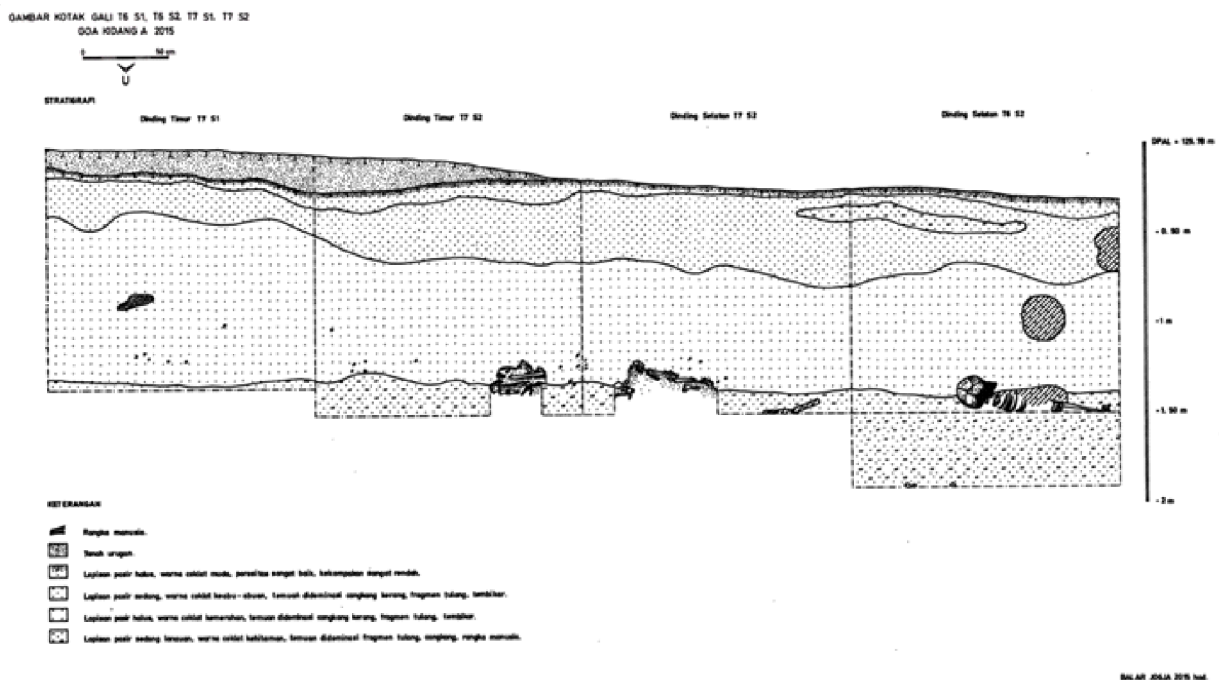 GAMBAR KOTAK GALI T6 S1, T6 S2, T7 S1, T7 S2
GOA KIDANG A 2015
0 50 cm
U
STRATIGRAFI
Dinding Timur T7 S1 Dinding Timur T7 S2 Dinding Selatan T7 S2 Dinding Selatan T6 S2
DPAL = 125.78 m
- 0.50 m
- 1 m
- 1.50 m
- 2 m
KETERANGAN
Rangka manusia.
Tanah urugan.
Lapisan pasir halus, warna coklat muda, porositas sangat baik, kekompakan sangat rendah.
Lapisan pasir sedang, warna coklat keabu-abuan, temuan didominasi cangkang kerang, fragmen tulang, tembikar.
Lapisan pasir halus, warna coklat kemerahan, temuan didominasi cangkang kerang, fragmen tulang, tembikar.
Lapisan pasir sedang lanauan, warna coklat kehitaman, temuan didominasi fragmen tulang, cangkang, rangka manusia.
BALAR JOGJA 2015 had.